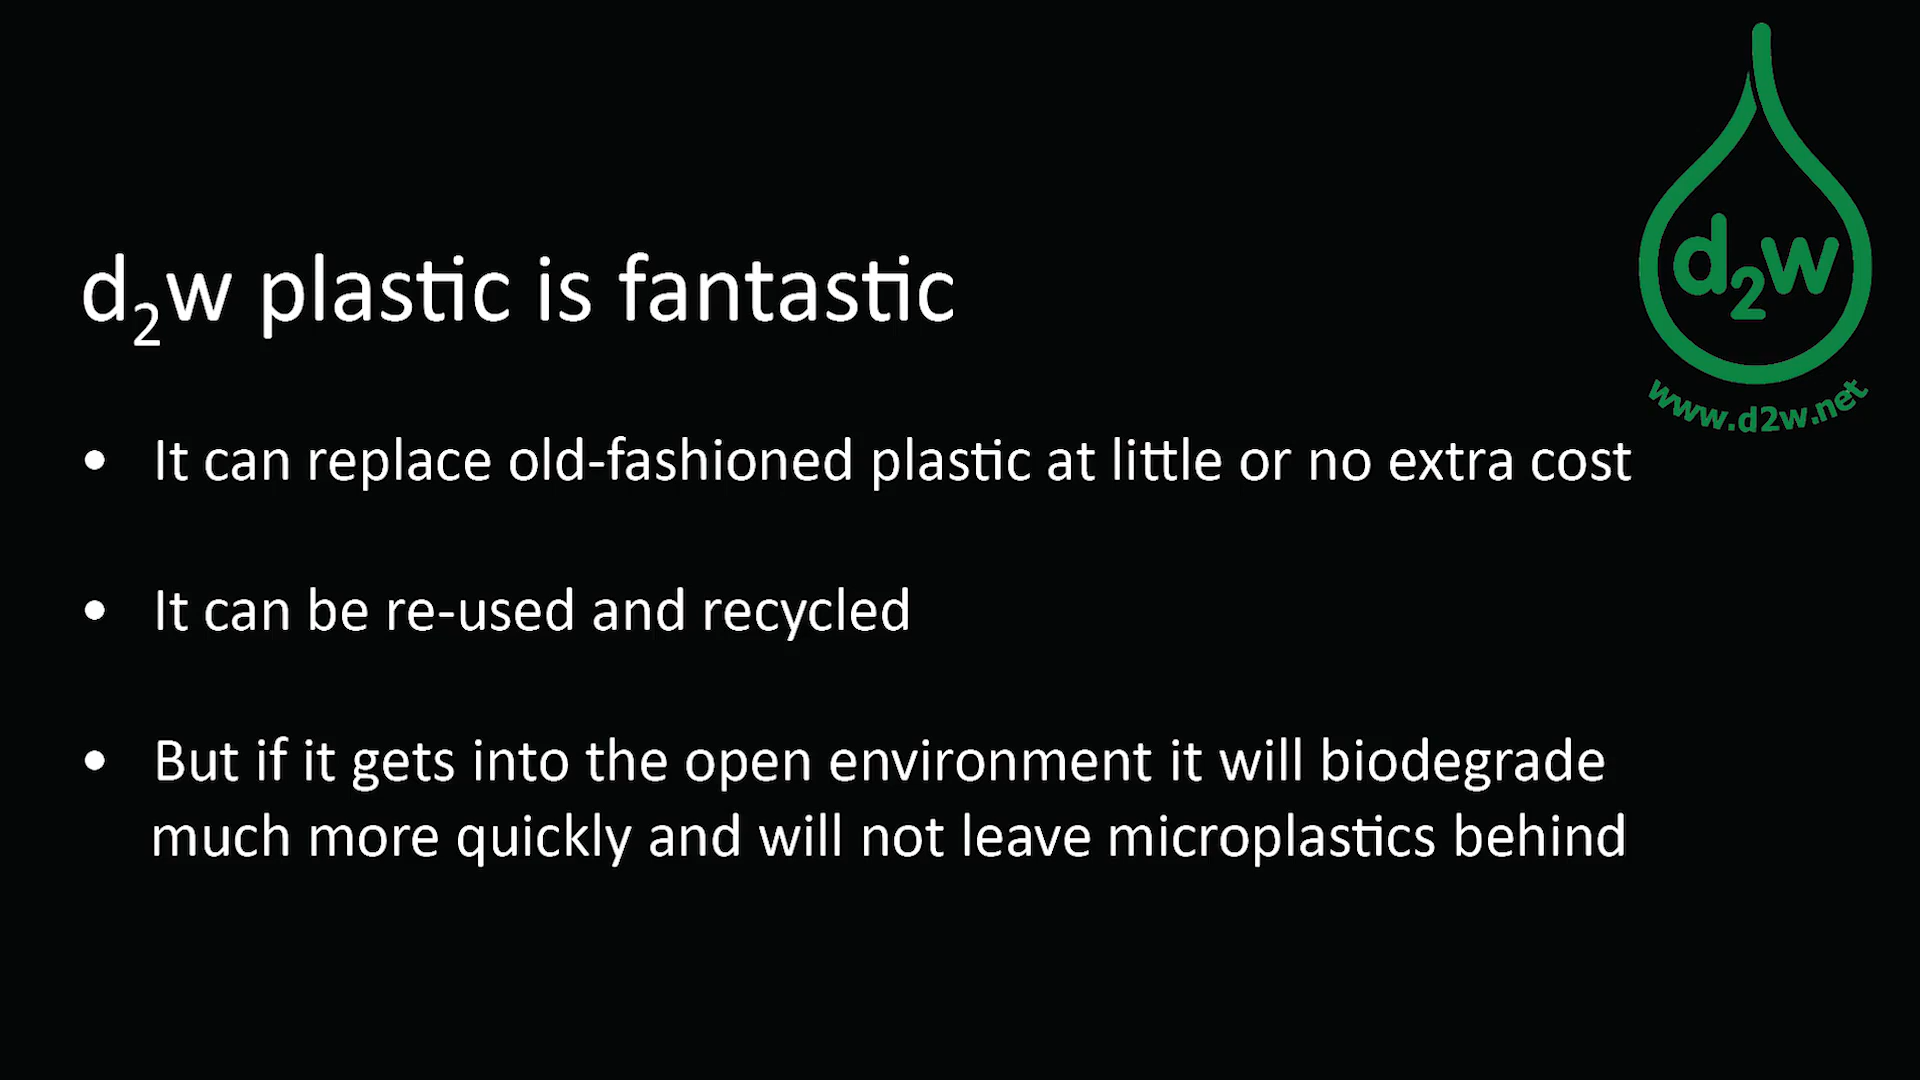 d₂w
www.d2w.net
d₂w plastic is fantastic
• It can replace old-fashioned plastic at little or no extra cost
• It can be re-used and recycled
• But if it gets into the open environment it will biodegrade
much more quickly and will not leave microplastics behind